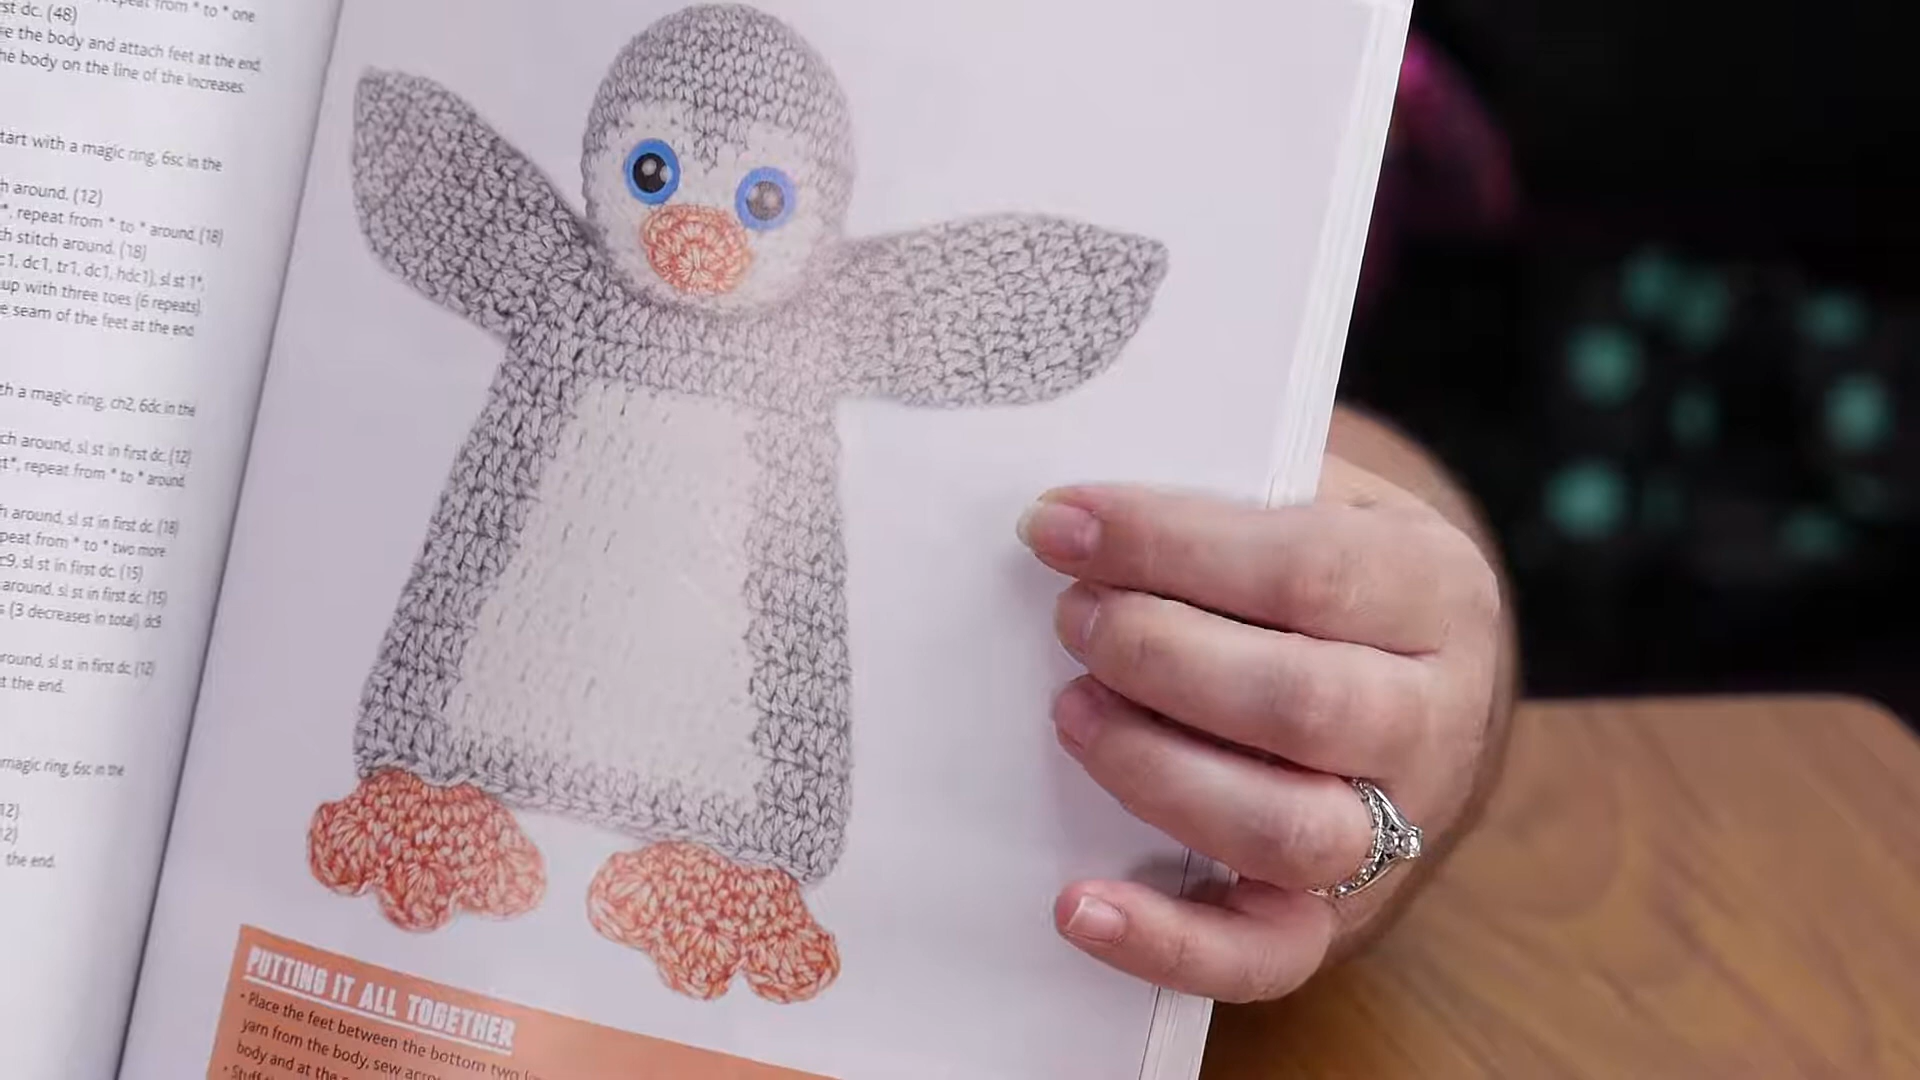 repeat from * to * one
st dc. (48)
e the body and attach feet at the end.
he body on the line of the increases.
tart with a magic ring, 6sc in the
h around. (12)
*, repeat from * to * around. (18)
ch stitch around. (18)
c1, dc1, tr1, dc1, hdc1), sl st 1*,
up with three toes (6 repeats).
e seam of the feet at the end
th a magic ring, ch2, 6dc in the
ch around, sl st in first dc. (12)
t*, repeat from * to * around
h around, sl st in first dc. (18)
peat from * to * two more
c9, sl st in first dc. (15)
around, sl st in first dc. (15)
s (3 decreases in total) dc9
round, sl st in first dc. (12)
t the end.
magic ring, 6sc in the
12)
2)
the end.
PUTTING IT ALL TOGETHER
• Place the feet between the bottom two
yarn from the body, sew acro
body and at the
• Stuff